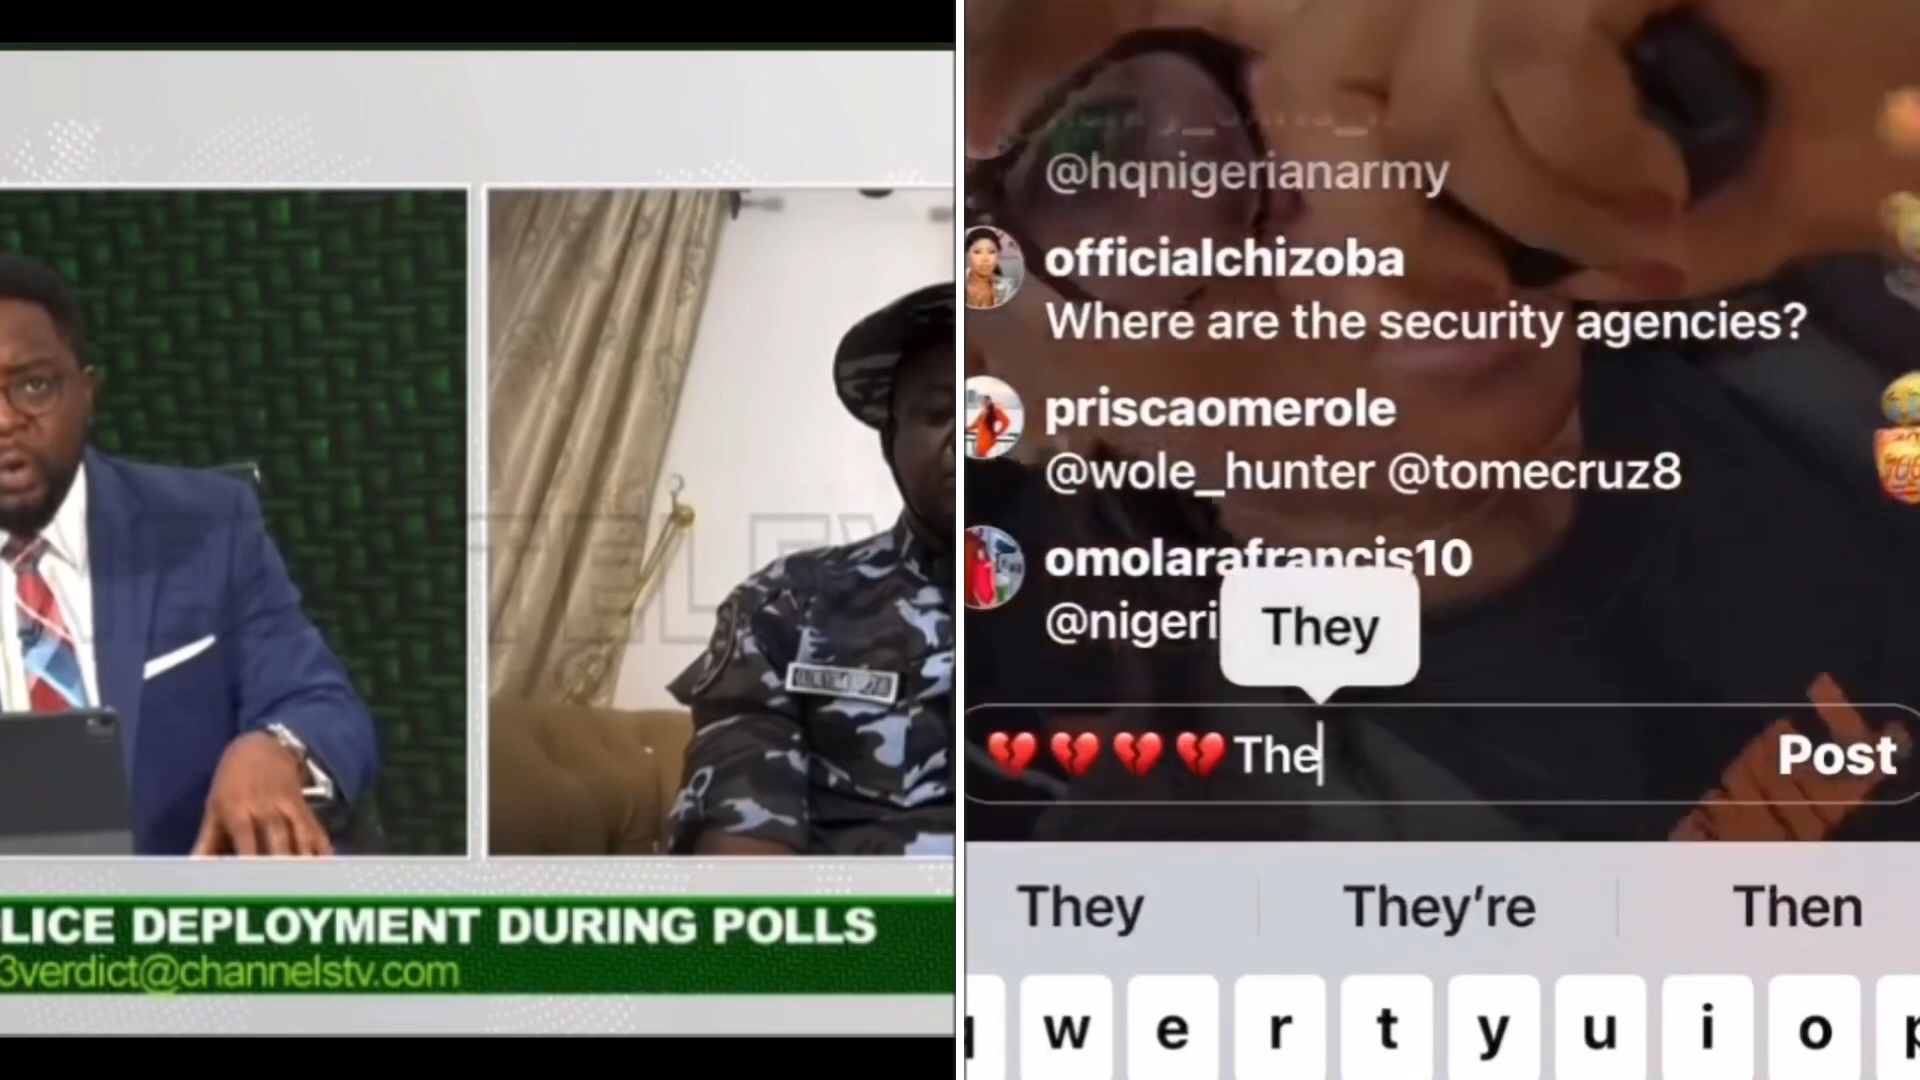 LICE DEPLOYMENT DURING POLLS
3verdict@channelstv.com
@hqnigerianarmy
officialchizoba
Where are the security agencies?
priscaomerole
@wole_hunter @tomecruz8
omolarafrancis10
@nigeri
They
💔💔💔💔The
Post
They They’re Then
q w e r t y u i o p